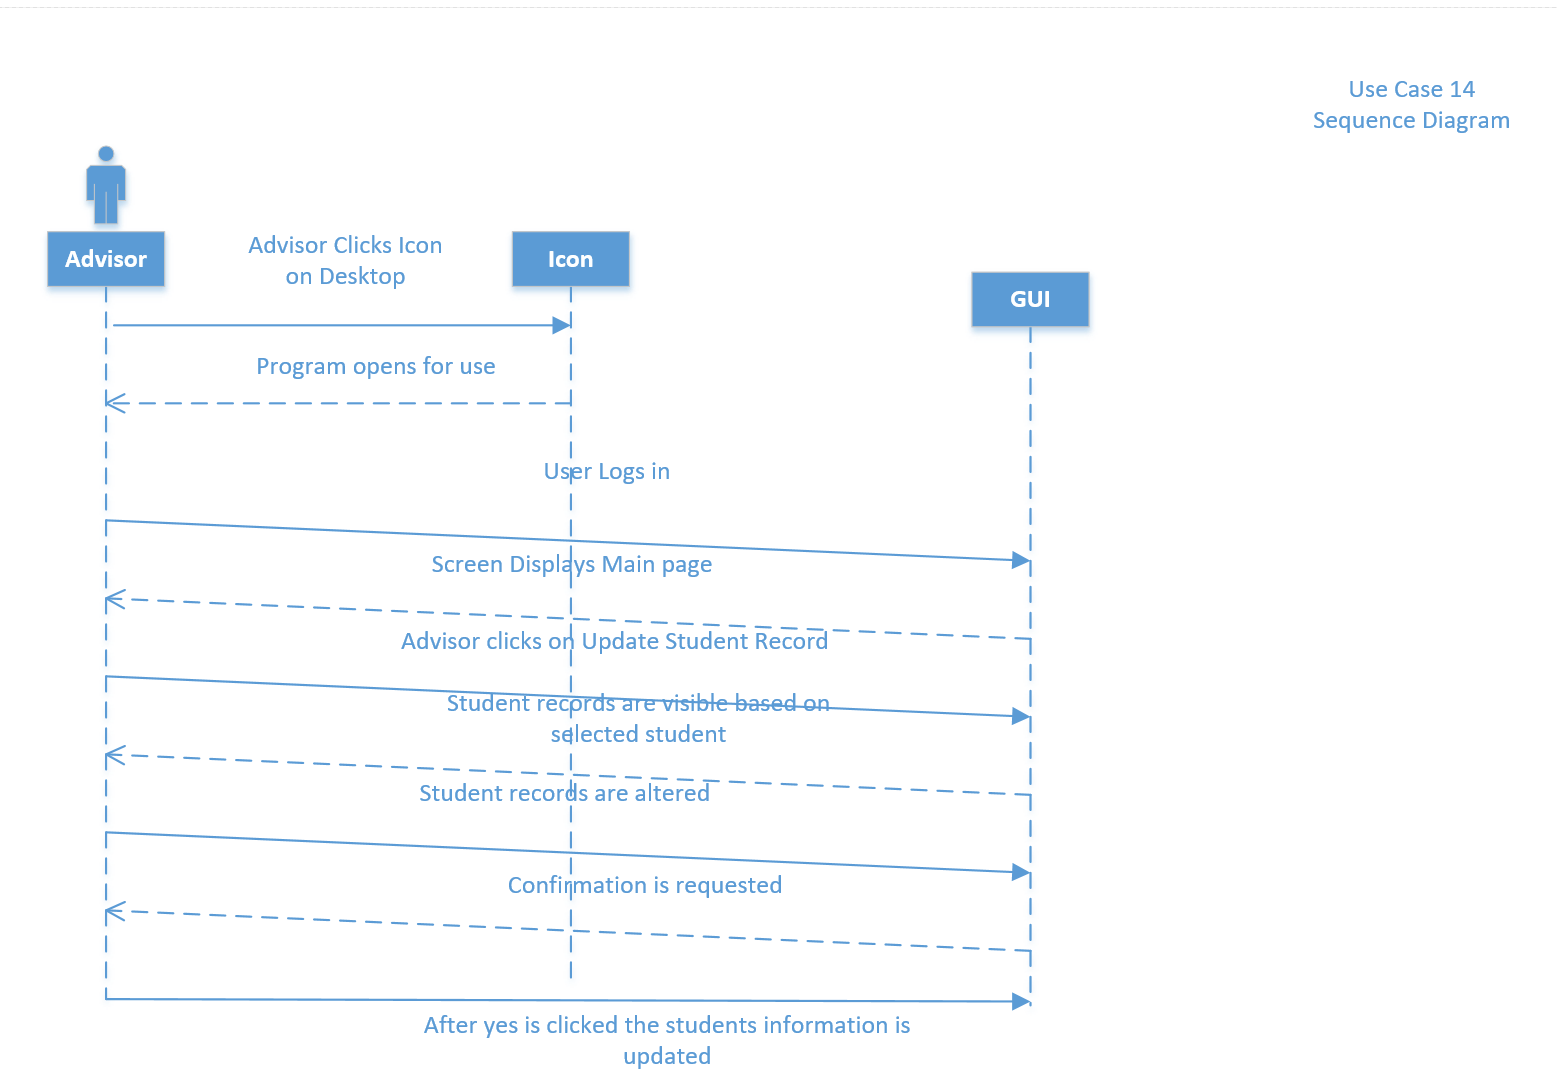 Use Case 14
Sequence Diagram
Advisor
Advisor Clicks Icon
on Desktop
Icon
GUI
Program opens for use
User Logs in
Screen Displays Main page
Advisor clicks on Update Student Record
Student records are visible based on
selected student
Student records are altered
Confirmation is requested
After yes is clicked the students information is
updated